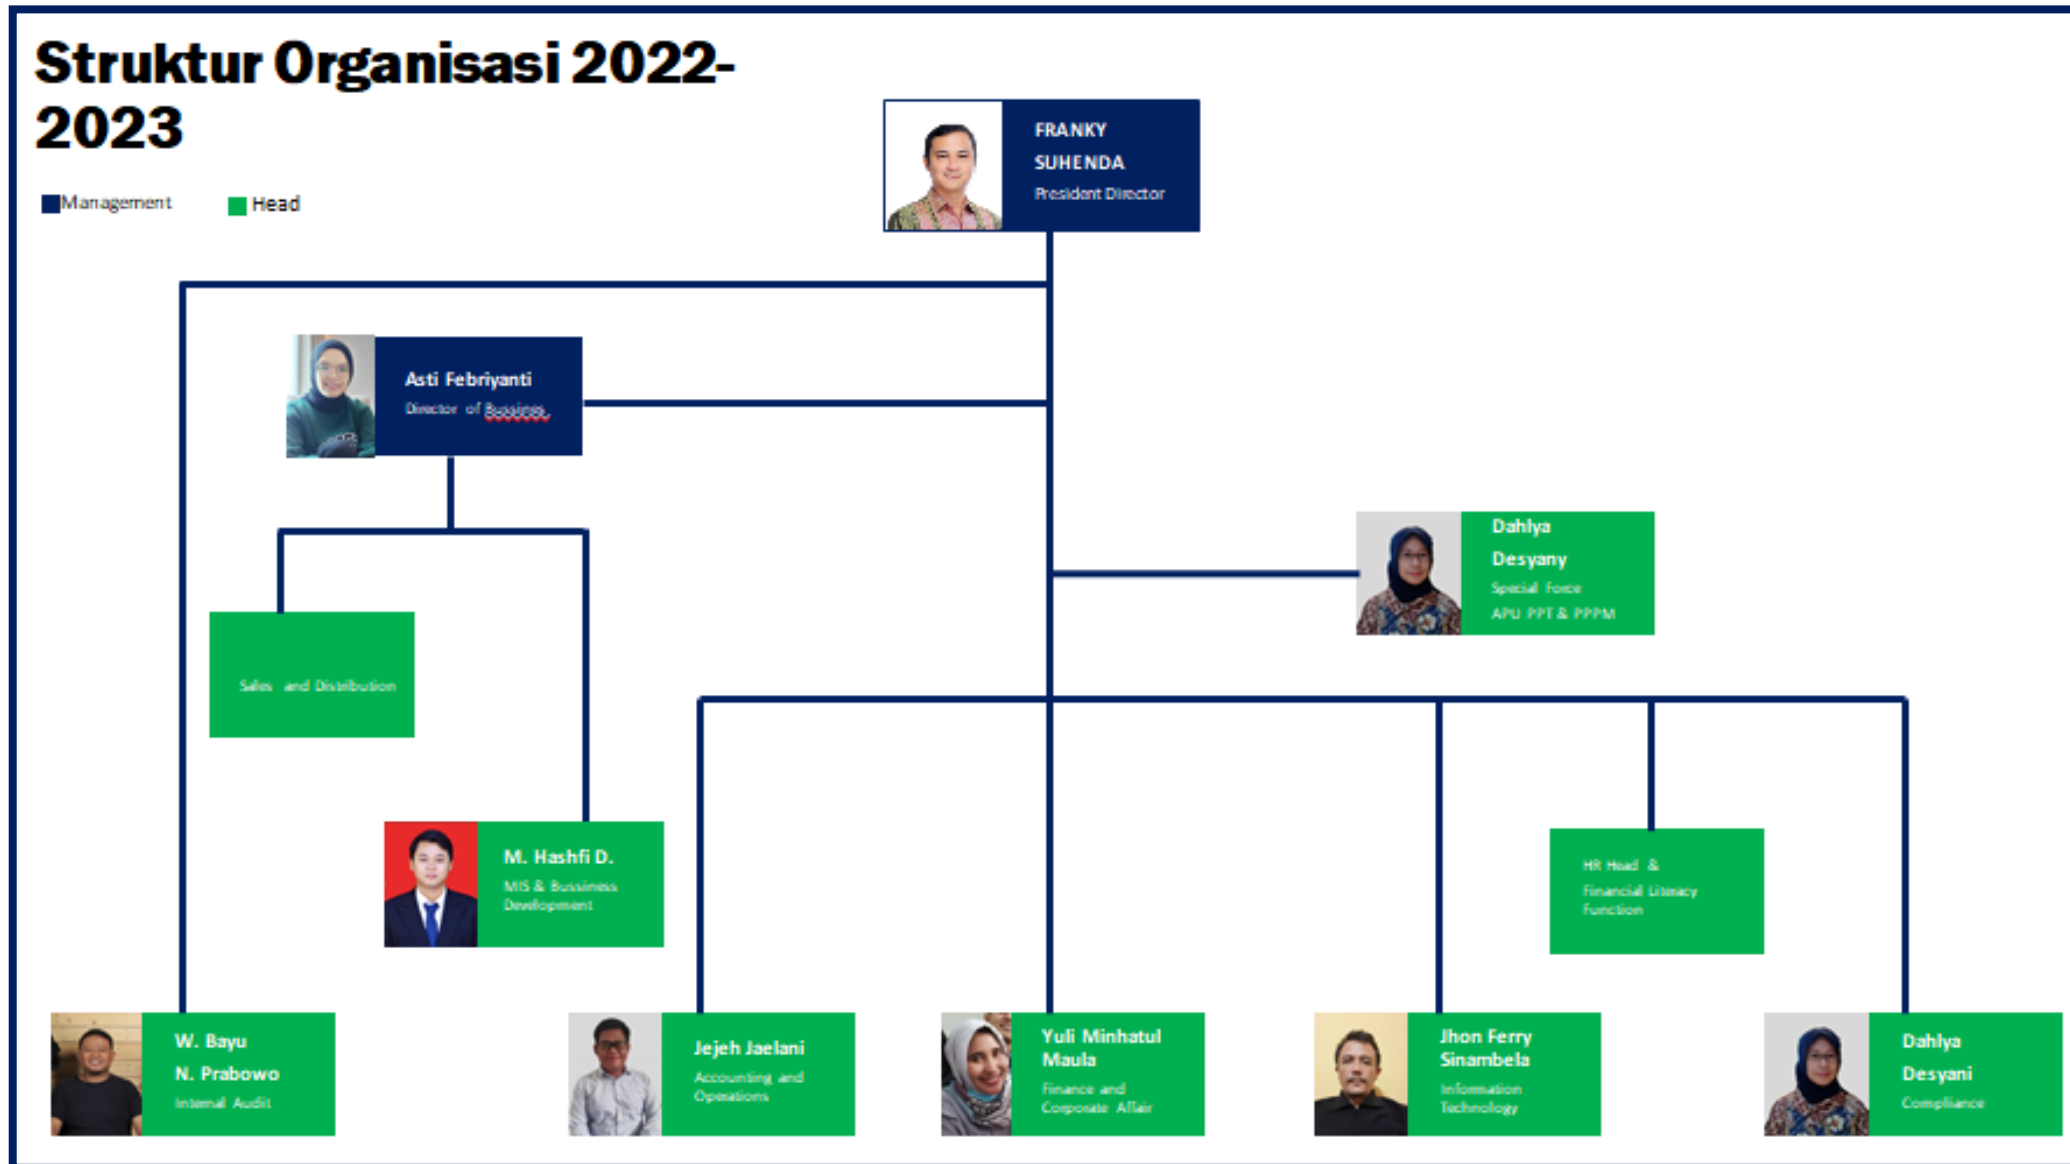 Struktur Organisasi 2022-
2023
Management
Head
FRANKY
SUHENDA
President Director
Asti Febriyanti
Director of Bussines,
Dahlya
Desyany
Special Force
APU PPT & PPPM
Sales and Distribution
M. Hashfi D.
MIS & Bussiness
Development
HR Head &
Financial Literacy
Function
W. Bayu
N. Prabowo
Internal Audit
Jejeh Jaelani
Accounting and
Operations
Yuli Minhatul
Maula
Finance and
Corporate Affair
Jhon Ferry
Sinambela
Information
Technology
Dahlya
Desyani
Compliance